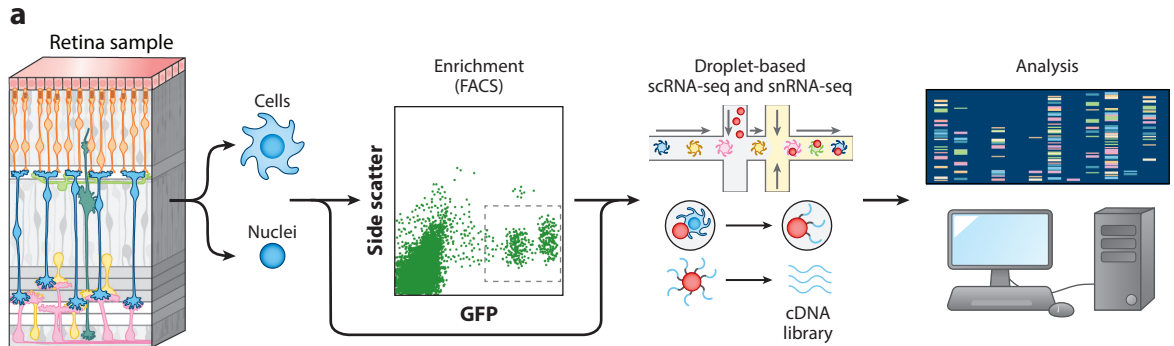 a
Retina sample
Cells
Nuclei
Enrichment
(FACS)
Side scatter
GFP
Droplet-based
scRNA-seq and snRNA-seq
cDNA
library
Analysis